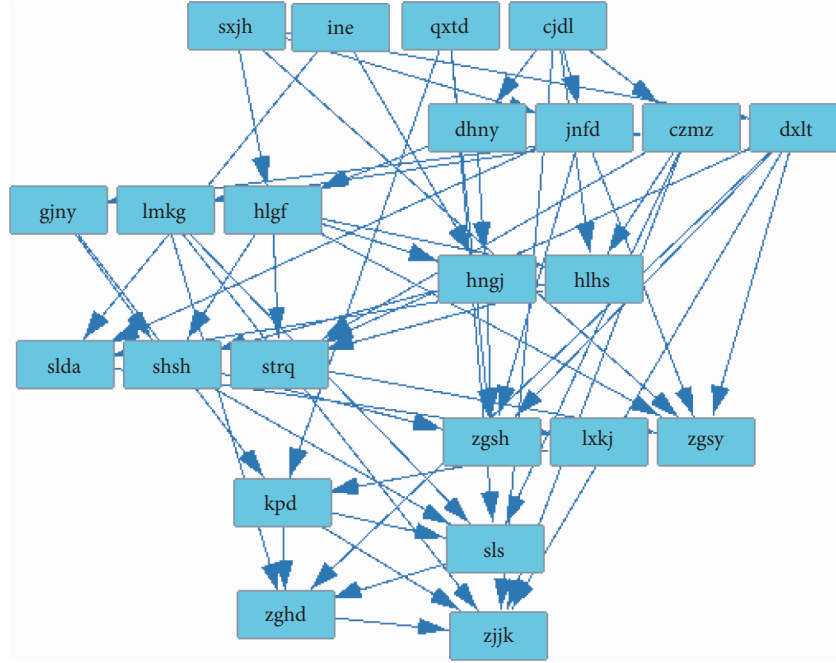 sxjh
ine
qxtd
cjdl
dhny
jnfd
czmz
dxlt
gjny
lmkg
hlgf
hngj
hlhs
slda
shsh
strq
zgsh
lxkj
zgsy
kpd
sls
zghd
zjjk